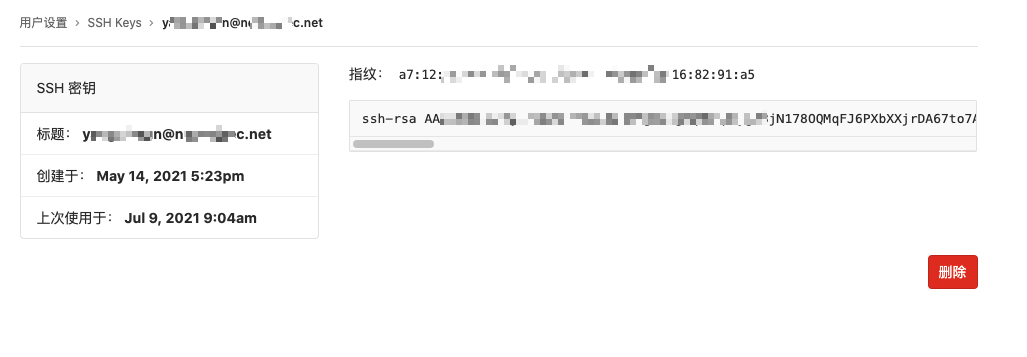 用户设置 › SSH Keys ›
SSH 密钥
标题：
创建于： May 14, 2021 5:23pm
上次使用于： Jul 9, 2021 9:04am
指纹： a7:12: 16:82:91:a5
ssh-rsa jN178OQMqFJ6PXbXXjrDA67to7
删除